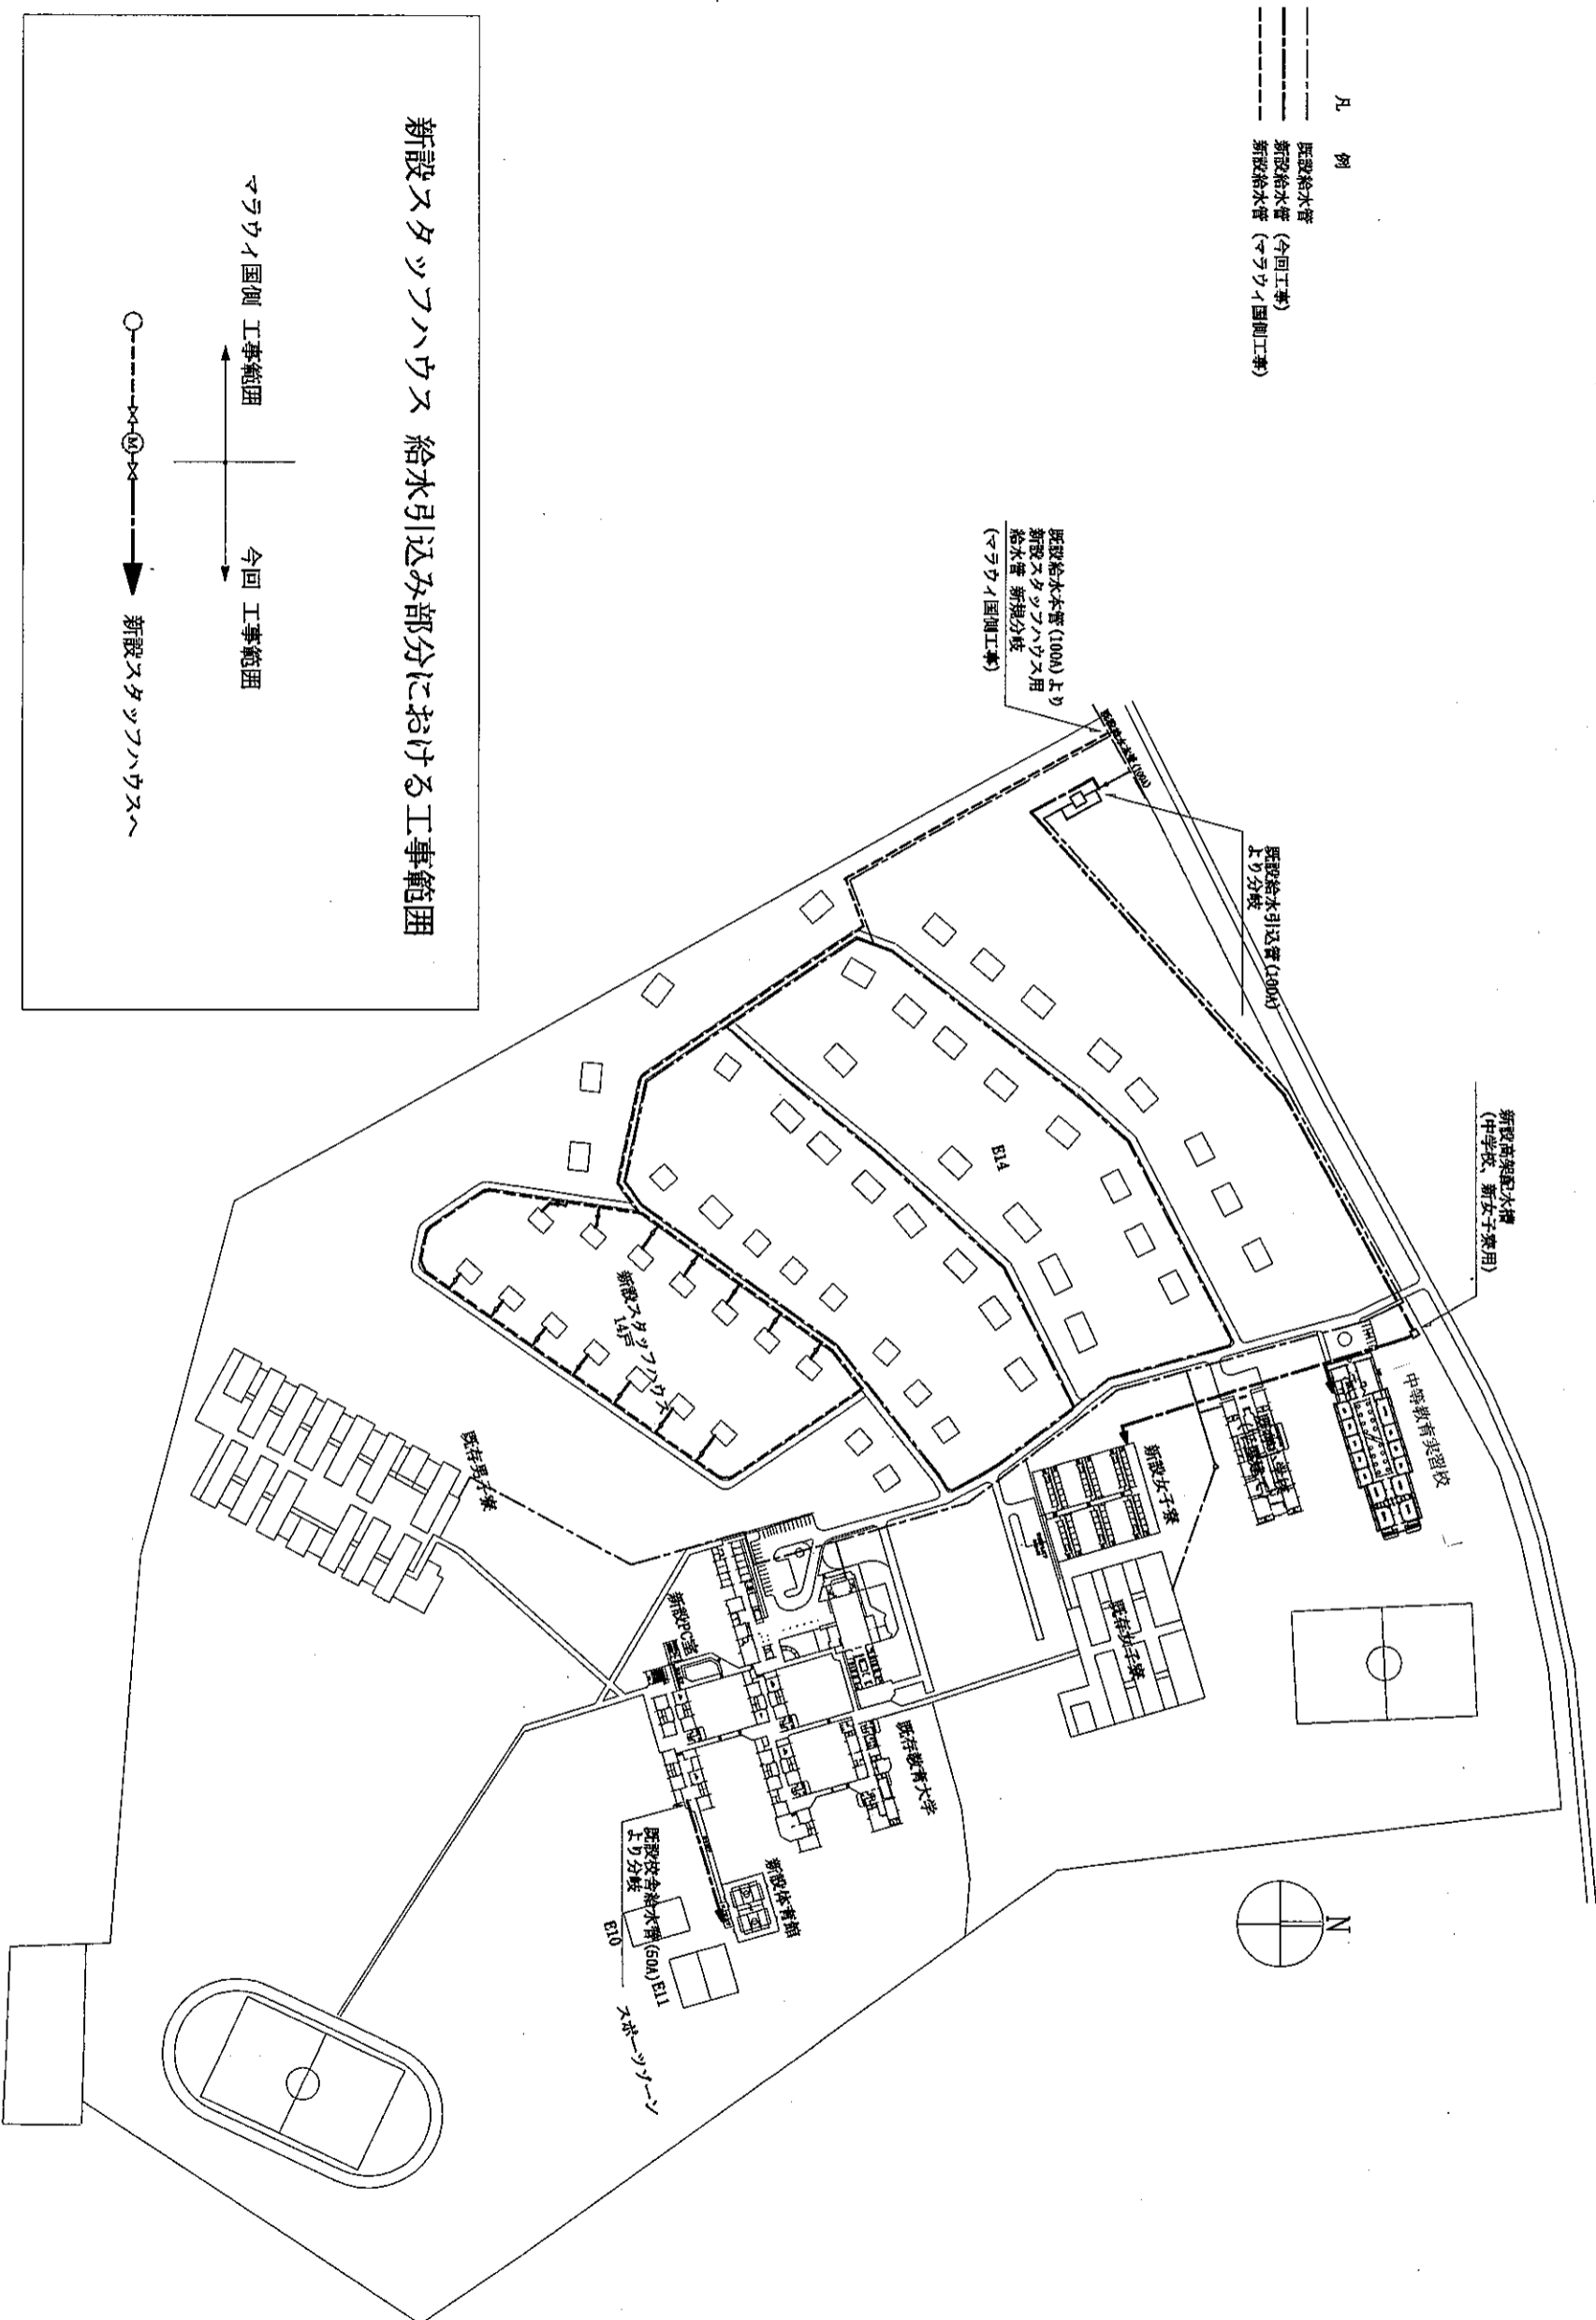 凡 例
既設給水管
新設給水管 (今回工事)
新設給水管 (マラウィ国側工事)
新設高架配水槽
(中学校、新女子寮用)
既設給水引込管(100A)
より分岐
既設給水本管(100A)
既設給水本管(100A)より
新設スタッフハウス用
給水管 新規分岐
(マラウィ国側工事)
中等教育実習校
新設女子寮
既存女子寮
E14
新設スタッフハウス
14戸
既存男子寮
新設PC室
既存教育大学
新設体育館
既設校舎給水管(50A)
より分岐
E11
E10
スポーツゾーン
N
新設スタッフハウス 給水引込み部分における工事範囲
マラウィ国側 工事範囲
今回 工事範囲
M
新設スタッフハウスへ